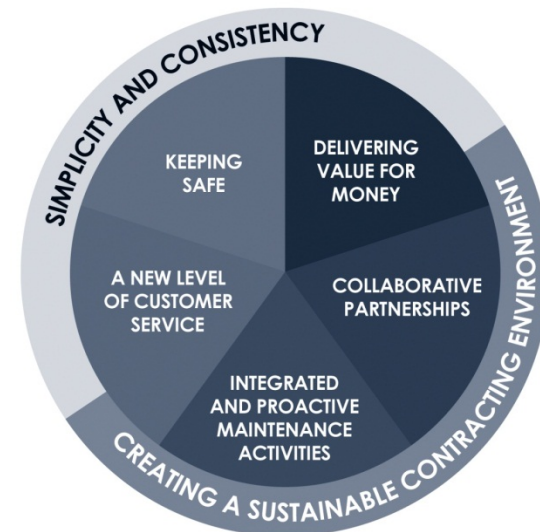 SIMPLICITY AND CONSISTENCY
KEEPING
SAFE
DELIVERING
VALUE FOR
MONEY
A NEW LEVEL
OF CUSTOMER
SERVICE
COLLABORATIVE
PARTNERSHIPS
INTEGRATED
AND PROACTIVE
MAINTENANCE
ACTIVITIES
CREATING A SUSTAINABLE CONTRACTING ENVIRONMENT